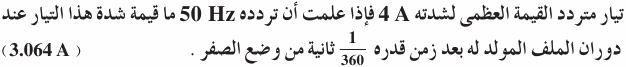 تيار متردد القيمة العظمى لشدته 4 A فإذا علمت أن تردده 50 Hz ما قيمة شدة هذا التيار عند
دوران الملف المولد له بعد زمن قدره 1/360 ثانية من وضع الصفر . (3.064 A)